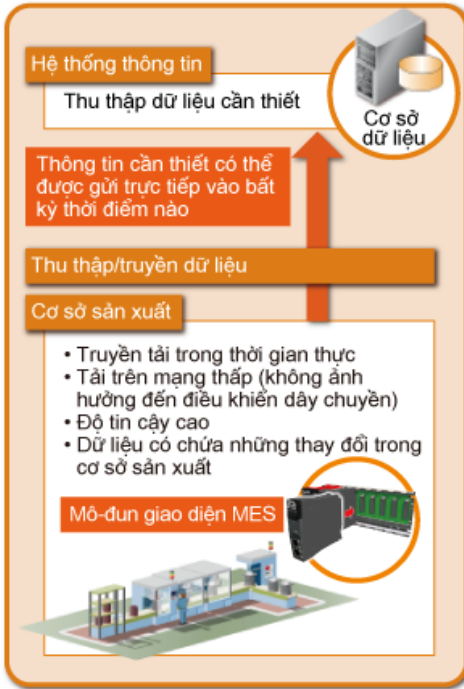 Hệ thống thông tin
Thu thập dữ liệu cần thiết
Cơ sở
dữ liệu
Thông tin cần thiết có thể
được gửi trực tiếp vào bất
kỳ thời điểm nào
Thu thập/truyền dữ liệu
Cơ sở sản xuất
• Truyền tải trong thời gian thực
• Tải trên mạng thấp (không ảnh
hưởng đến điều khiển dây chuyền)
• Độ tin cậy cao
• Dữ liệu có chứa những thay đổi trong
cơ sở sản xuất
Mô-đun giao diện MES